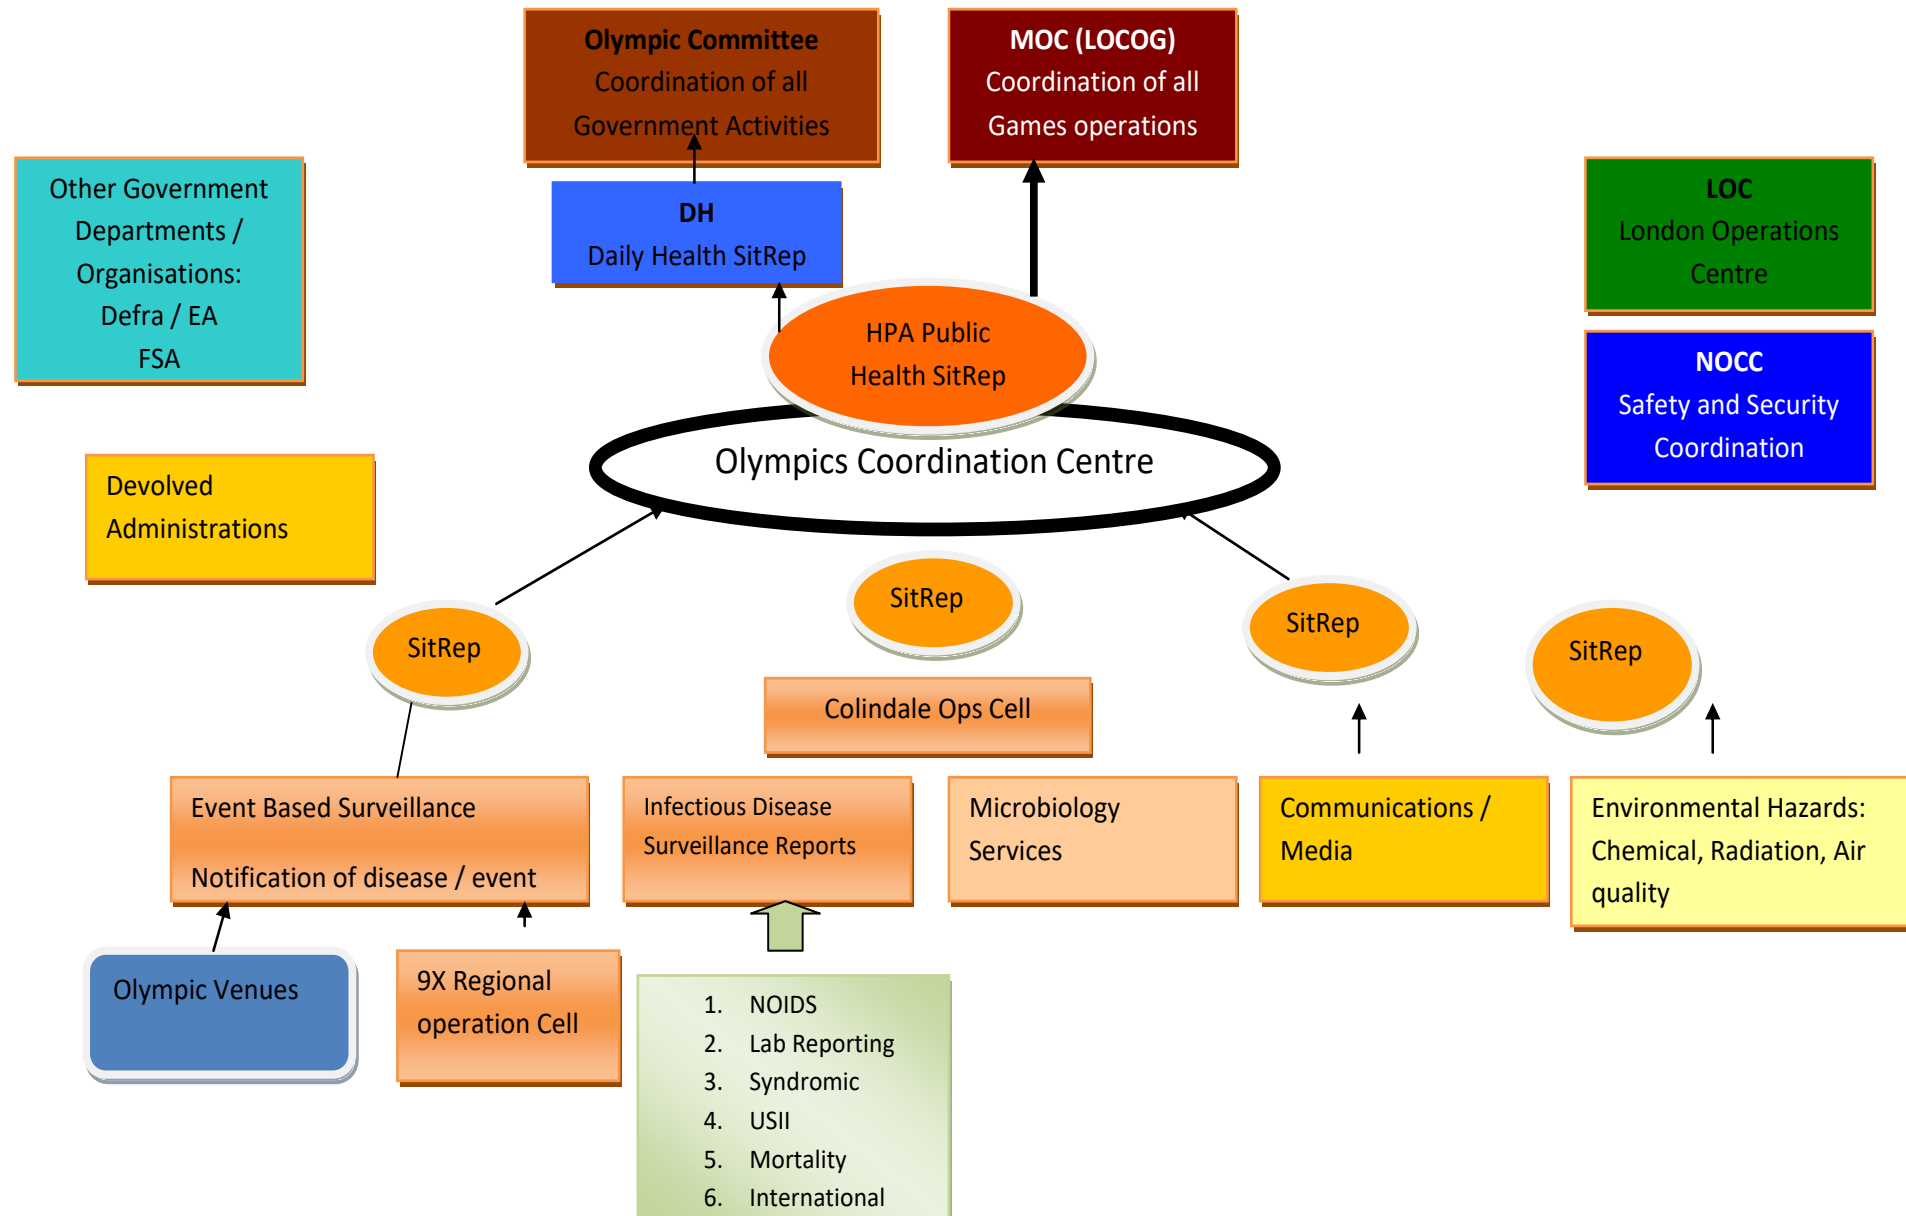 Olympic Committee
Coordination of all
Government Activities
MOC (LOCOG)
Coordination of all
Games operations
Other Government
Departments /
Organisations:
Defra / EA
FSA
DH
Daily Health SitRep
LOC
London Operations
Centre
HPA Public
Health SitRep
NOCC
Safety and Security
Coordination
Olympics Coordination Centre
Devolved
Administrations
SitRep
SitRep
SitRep
SitRep
Colindale Ops Cell
Event Based Surveillance
Notification of disease / event
Infectious Disease
Surveillance Reports
Microbiology
Services
Communications /
Media
Environmental Hazards:
Chemical, Radiation, Air
quality
Olympic Venues
9X Regional
operation Cell
1. NOIDS
2. Lab Reporting
3. Syndromic
4. USII
5. Mortality
6. International